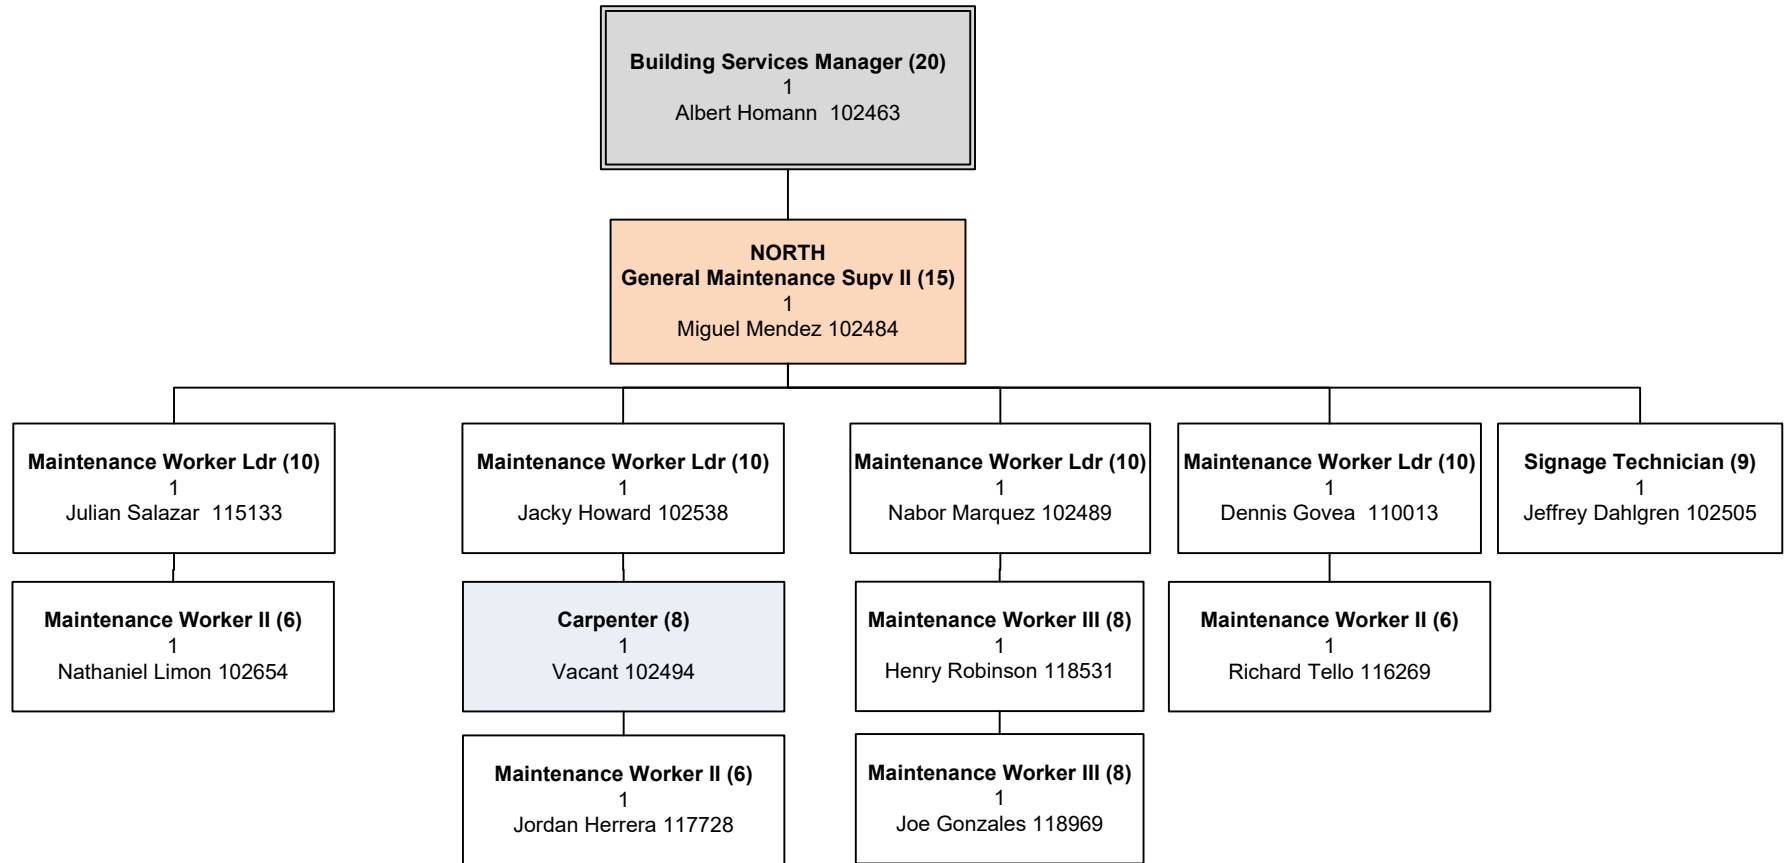 Building Services Manager (20)
1
Albert Homann  102463
NORTH
General Maintenance Supv II (15)
1
Miguel Mendez 102484
Maintenance Worker Ldr (10)
1
Julian Salazar  115133
Maintenance Worker Ldr (10)
1
Jacky Howard 102538
Maintenance Worker Ldr (10)
1
Nabor Marquez 102489
Maintenance Worker Ldr (10)
1
Dennis Govea  110013
Signage Technician (9)
1
Jeffrey Dahlgren 102505
Maintenance Worker II (6)
1
Nathaniel Limon 102654
Carpenter (8)
1
Vacant 102494
Maintenance Worker III (8)
1
Henry Robinson 118531
Maintenance Worker II (6)
1
Richard Tello 116269
Maintenance Worker II (6)
1
Jordan Herrera 117728
Maintenance Worker III (8)
1
Joe Gonzales 118969